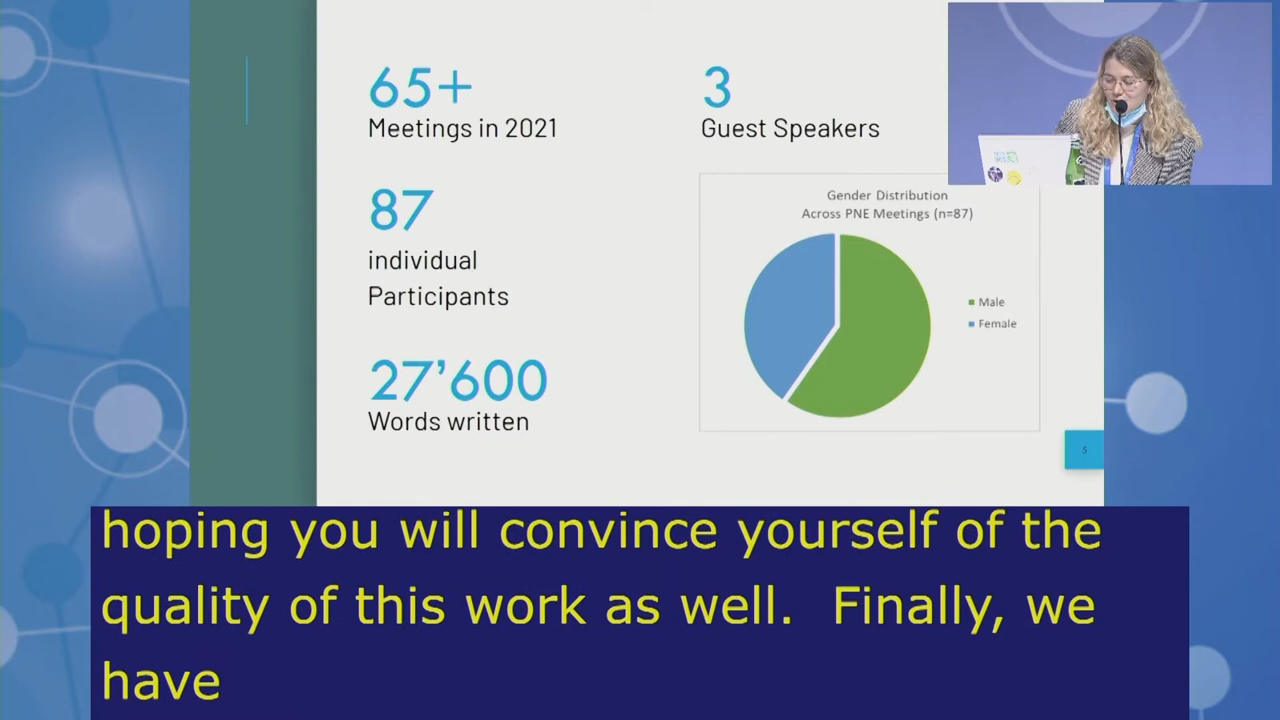 65+
Meetings in 2021
3
Guest Speakers
87
individual
Participants
Gender Distribution
Across PNE Meetings (n=87)
Male
Female
27’600
Words written
5
hoping you will convince yourself of the
quality of this work as well.  Finally, we
have